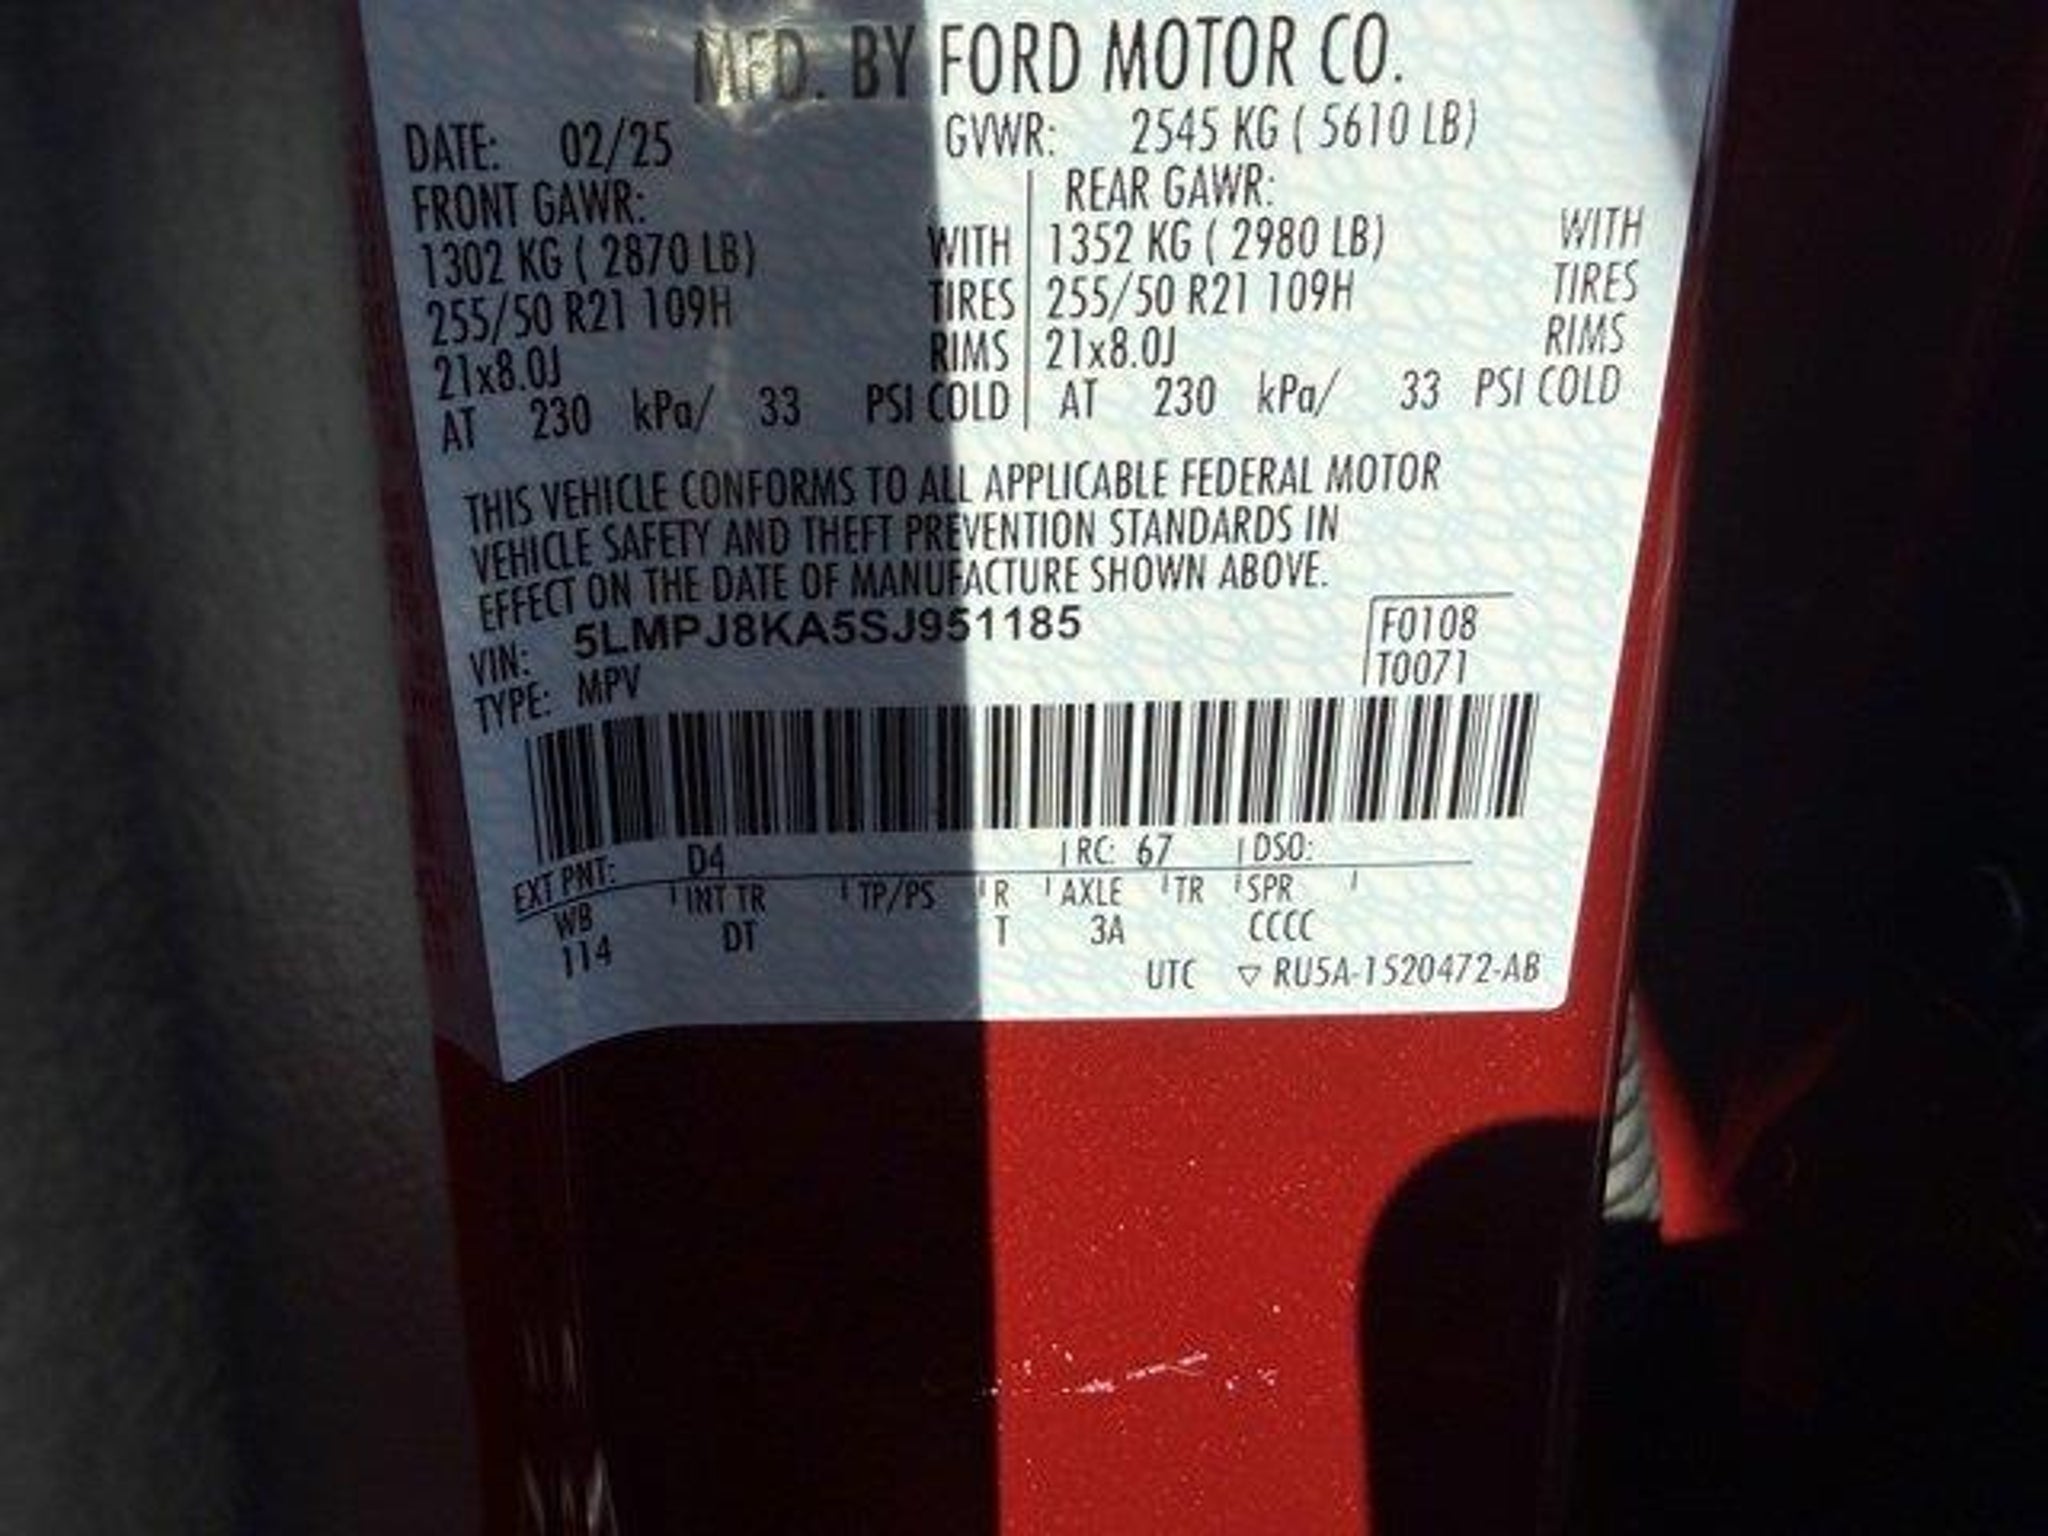 MFD. BY FORD MOTOR CO.
DATE: 02/25 GVWR: 2545 KG ( 5610 LB)
FRONT GAWR: REAR GAWR:
1302 KG ( 2870 LB) WITH 1352 KG ( 2980 LB) WITH
255/50 R21 109H TIRES 255/50 R21 109H TIRES
21x8.0J RIMS 21x8.0J RIMS
AT 230 kPa/ 33 PSI COLD AT 230 kPa/ 33 PSI COLD
THIS VEHICLE CONFORMS TO ALL APPLICABLE FEDERAL MOTOR
VEHICLE SAFETY AND THEFT PREVENTION STANDARDS IN
EFFECT ON THE DATE OF MANUFACTURE SHOWN ABOVE.
VIN: 5LMPJ8KA5SJ951185 F0108
TYPE: MPV T0071
EXT PNT: D4 RC: 67 DSO:
WB INT TR TP/PS R AXLE TR SPR
114 DT T 3A CCCC
UTC ▽ RU5A-1520472-AB